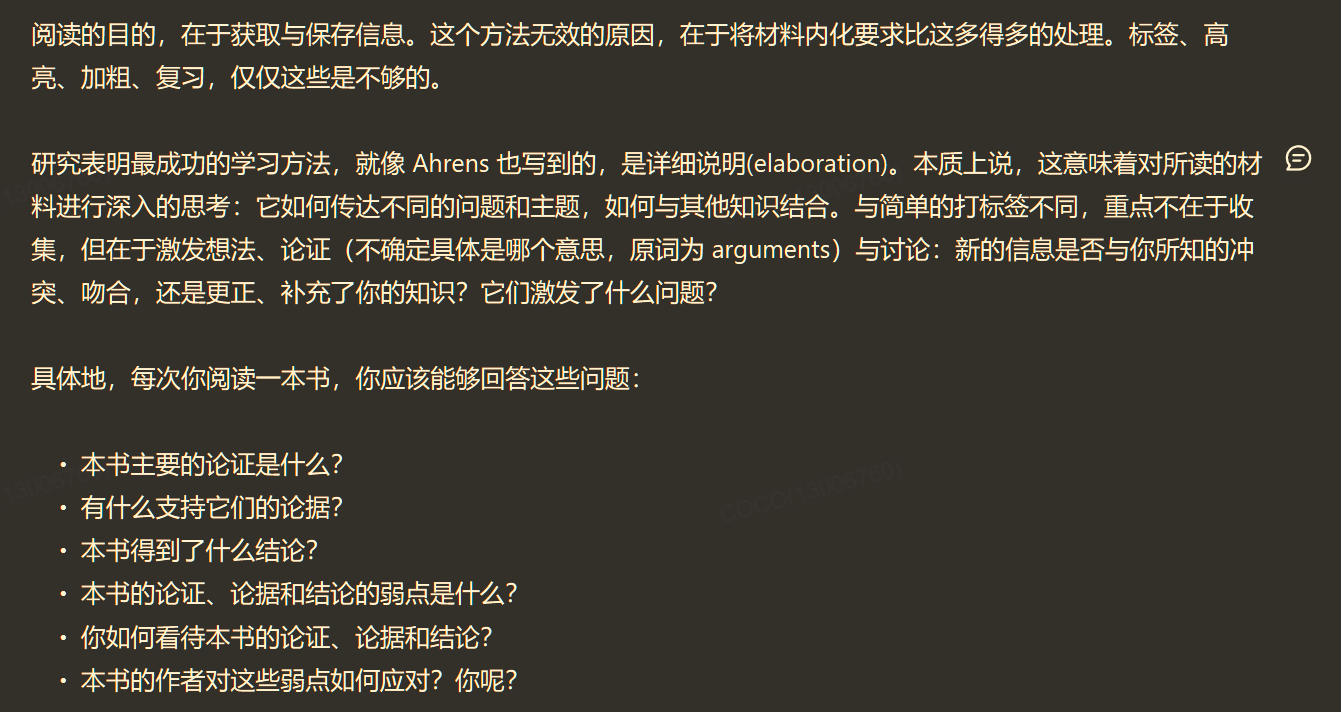 阅读的目的，在于获取与保存信息。这个方法无效的原因，在于将材料内化要求比这多得多的处理。标签、高
亮、加粗、复习，仅仅这些是不够的。
研究表明最成功的学习方法，就像 Ahrens 也写到的，是详细说明(elaboration)。本质上说，这意味着对所读的材
料进行深入的思考：它如何传达不同的问题和主题，如何与其他知识结合。与简单的打标签不同，重点不在于收
集，但在于激发想法、论证（不确定具体是哪个意思，原词为 arguments）与讨论：新的信息是否与你所知的冲
突、吻合，还是更正、补充了你的知识？它们激发了什么问题？
具体地，每次你阅读一本书，你应该能够回答这些问题：
• 本书主要的论证是什么？
• 有什么支持它们的论据？
• 本书得到了什么结论？
• 本书的论证、论据和结论的弱点是什么？
• 你如何看待本书的论证、论据和结论？
• 本书的作者对这些弱点如何应对？你呢？